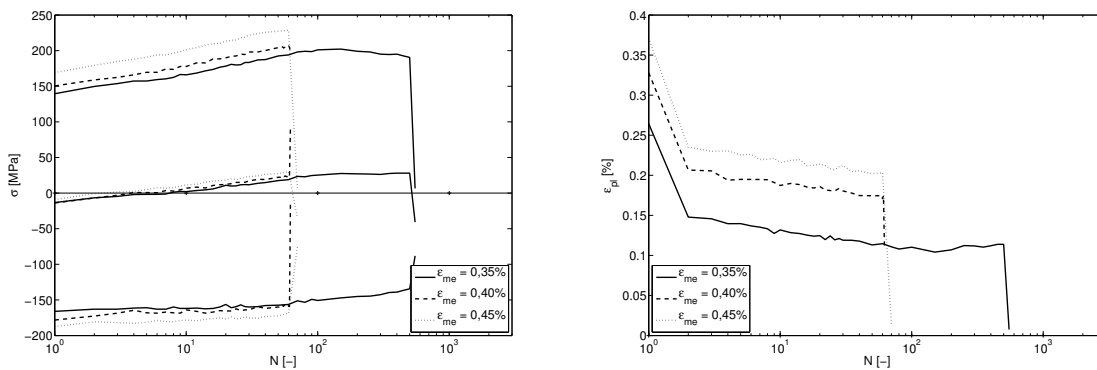 250
200
150
100
50
0
−50
−100
−150
−200
σ [MPa]
10^0
10^1
10^2
10^3
N [−]
ε_me = 0,35%
ε_me = 0,40%
ε_me = 0,45%
0.4
0.35
0.3
0.25
0.2
0.15
0.1
0.05
0
ε_pl [%]
10^0
10^1
10^2
10^3
N [−]
ε_me = 0,35%
ε_me = 0,40%
ε_me = 0,45%